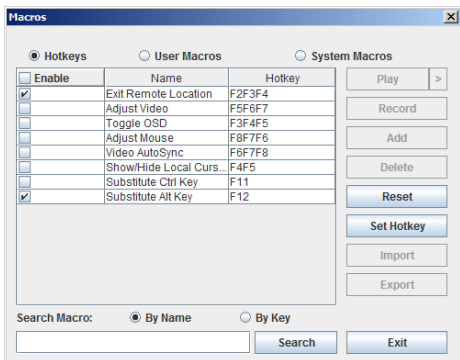 Macros
Hotkeys User Macros System Macros
Enable Name Hotkey Play >
Exit Remote Location F2F3F4
Adjust Video F5F6F7 Record
Toggle OSD F3F4F5
Adjust Mouse F8F7F6 Add
Video AutoSync F6F7F8
Show/Hide Local Curs... F4F5 Delete
Substitute Ctrl Key F11
Substitute Alt Key F12 Reset
Set Hotkey
Import
Export
Search Macro: By Name By Key
Search Exit